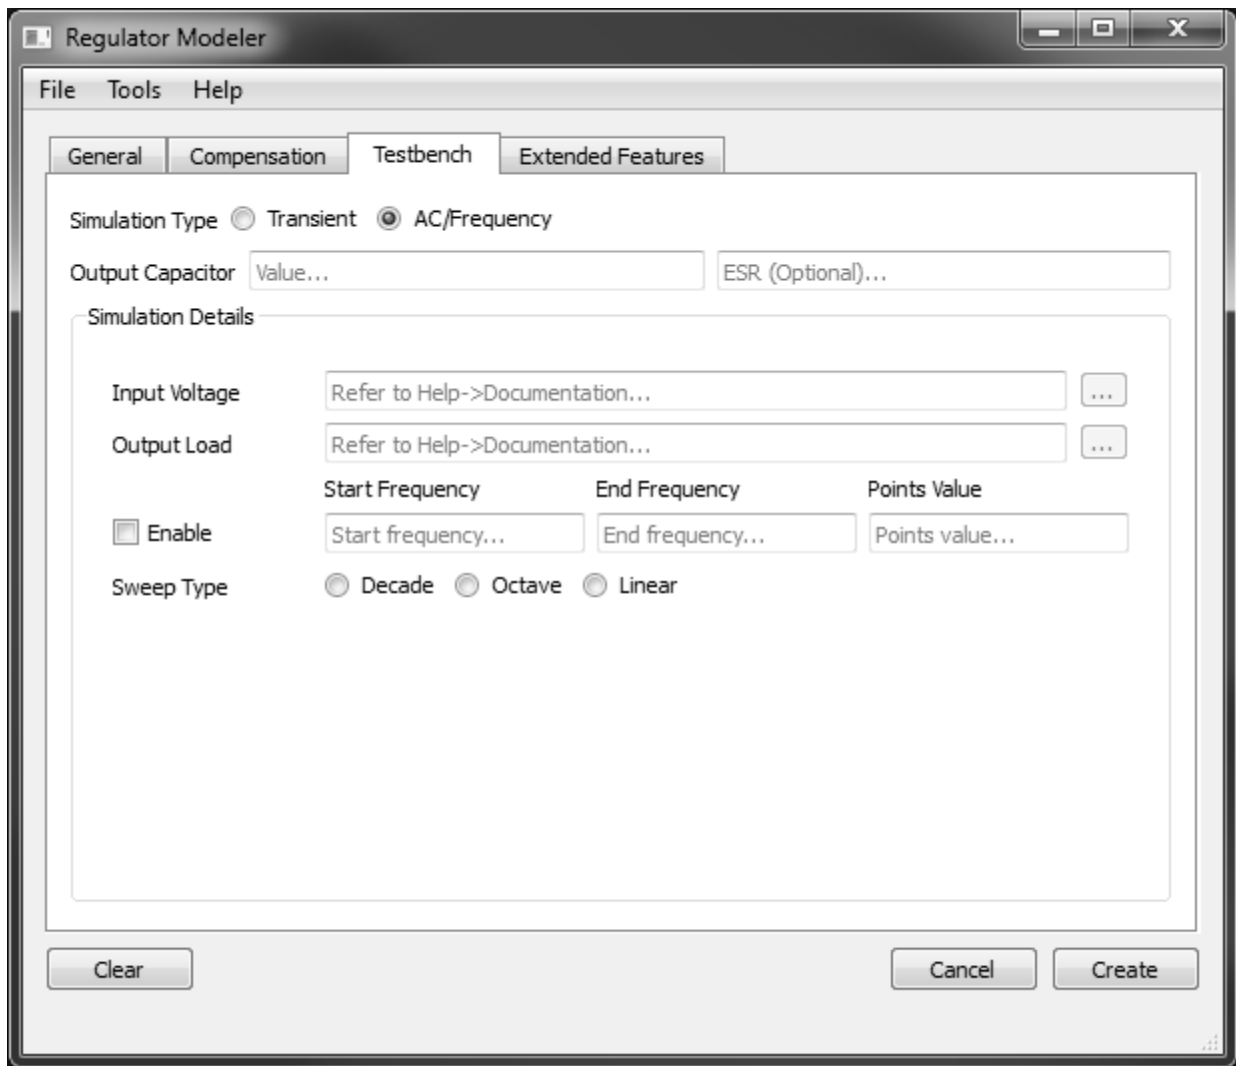 Regulator Modeler
File Tools Help
General Compensation Testbench Extended Features
Simulation Type Transient AC/Frequency
Output Capacitor Value... ESR (Optional)...
Simulation Details
Input Voltage Refer to Help->Documentation... ...
Output Load Refer to Help->Documentation... ...
Start Frequency End Frequency Points Value
Enable Start frequency... End frequency... Points value...
Sweep Type Decade Octave Linear
Clear Cancel Create